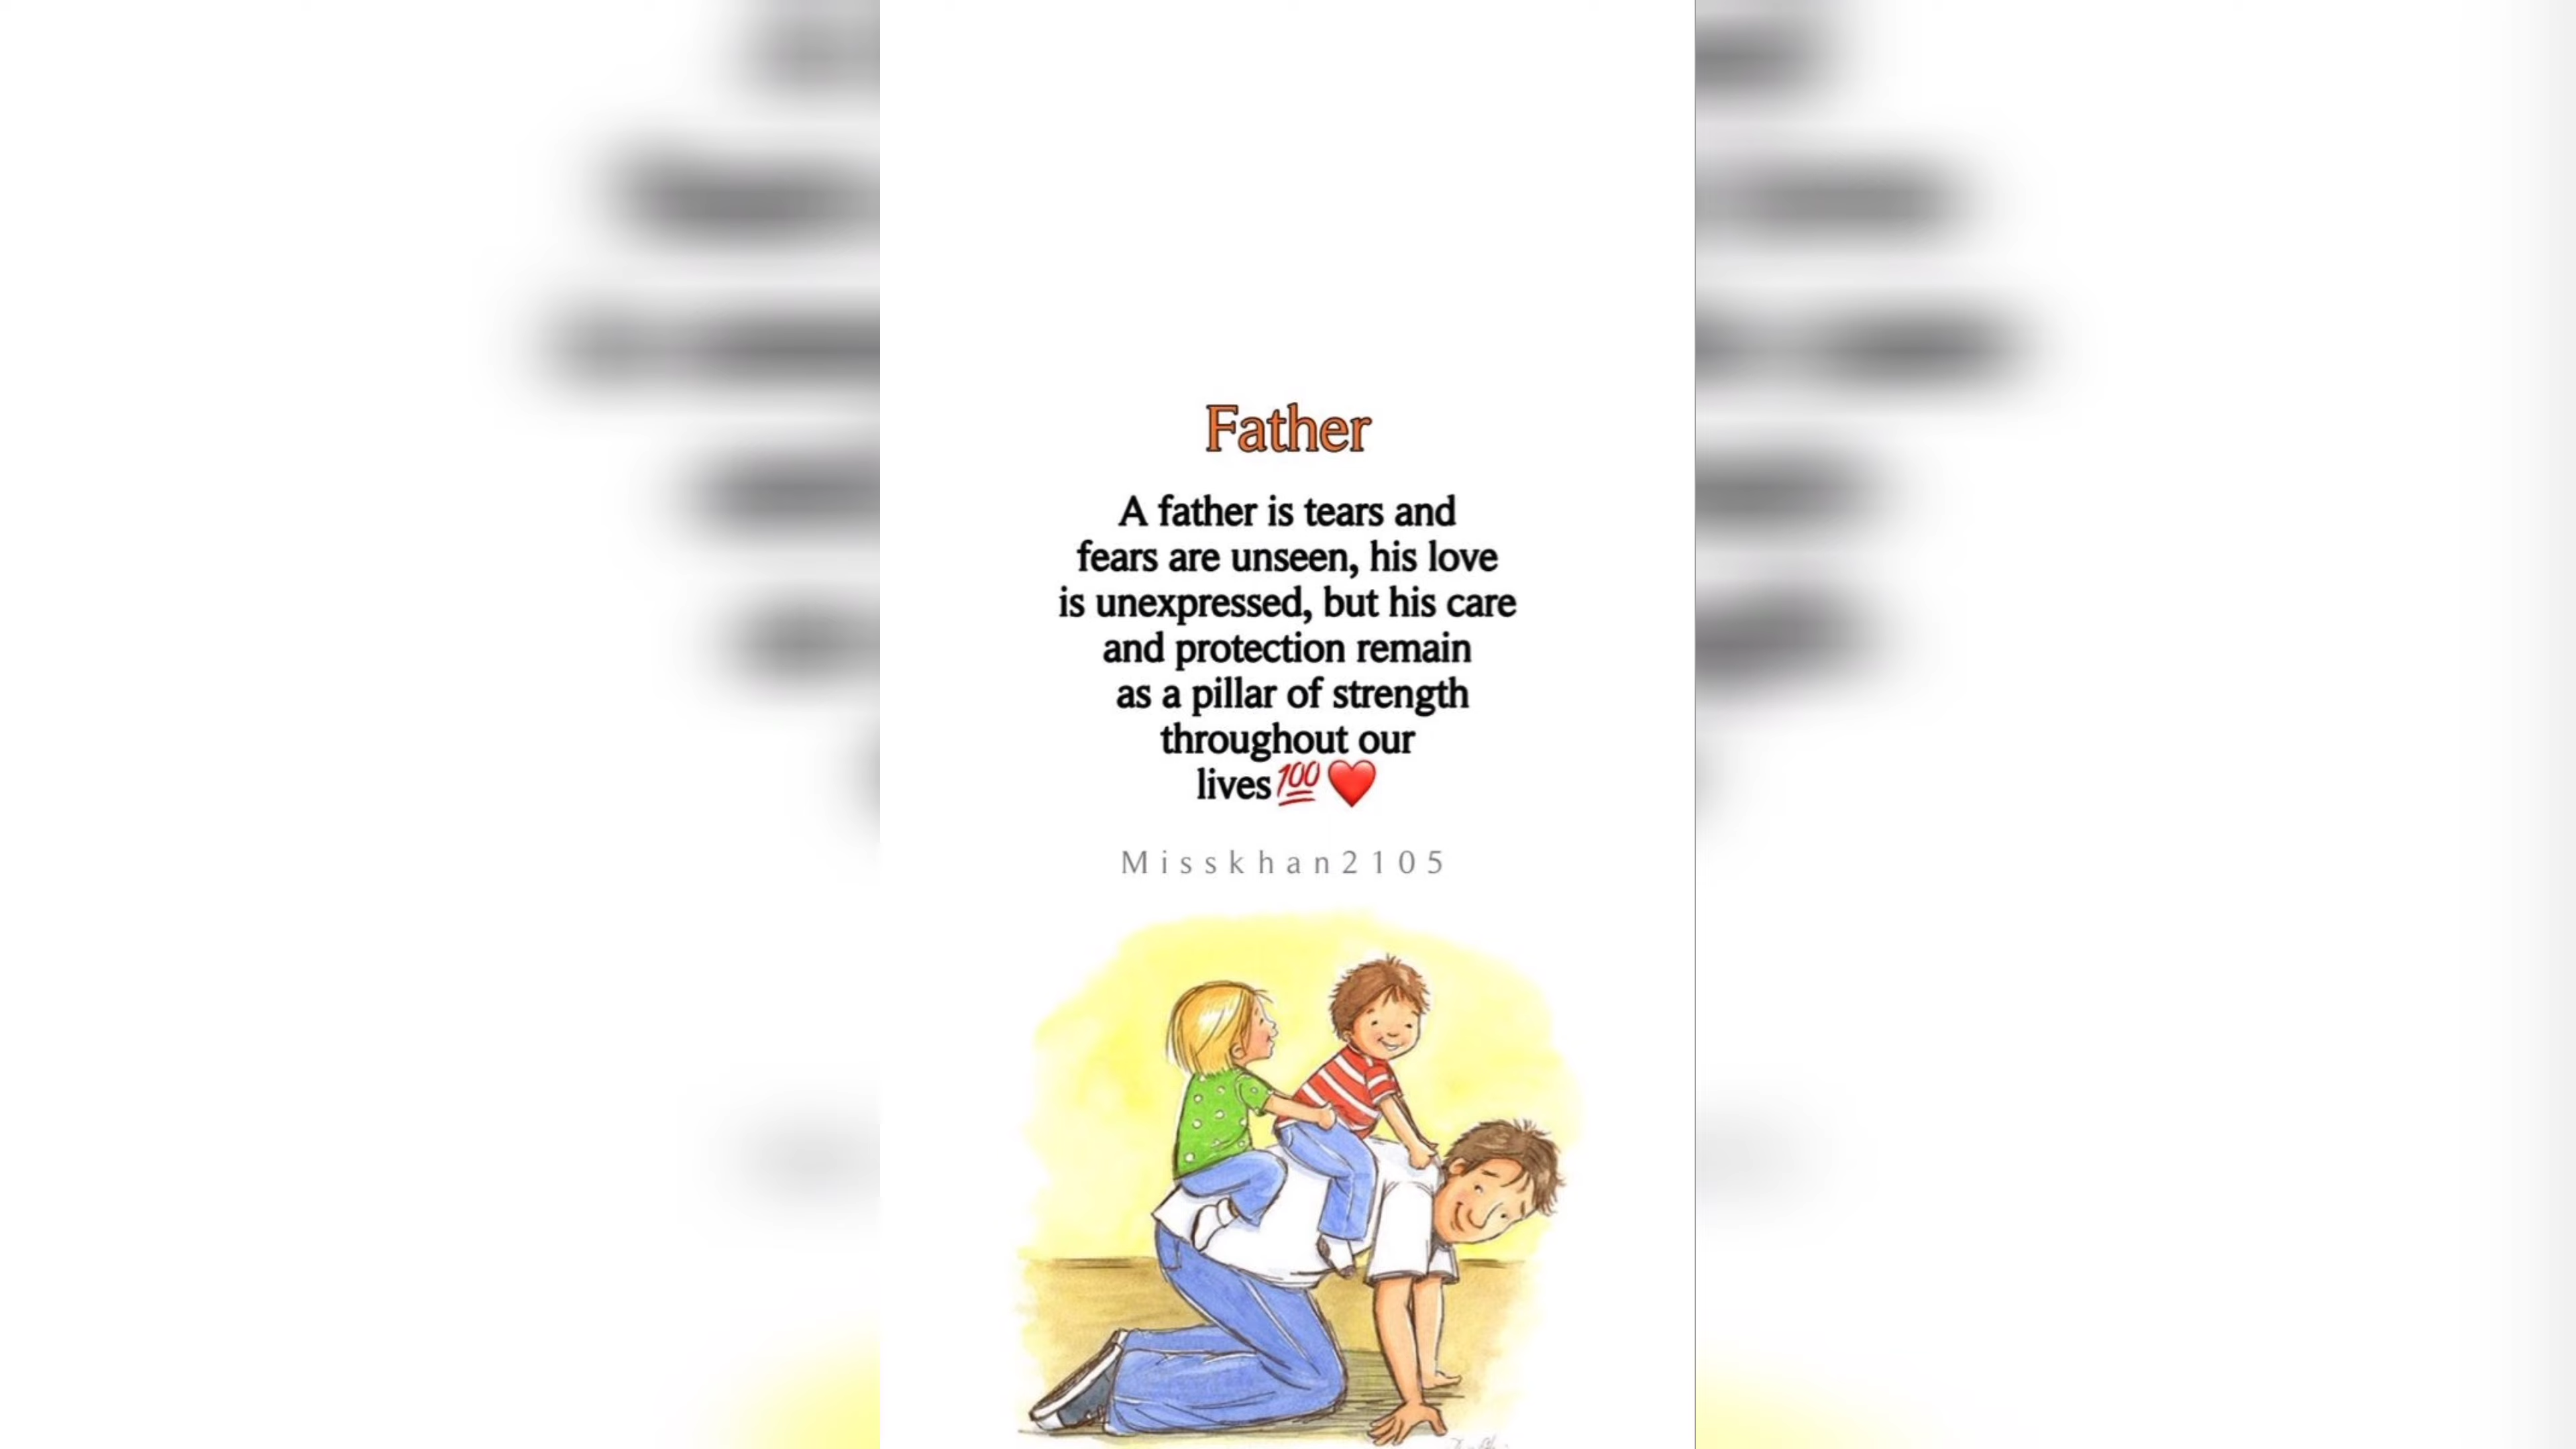 Father
A father is tears and
fears are unseen, his love
is unexpressed, but his care
and protection remain
as a pillar of strength
throughout our
lives💯❤️
Misskhan2105